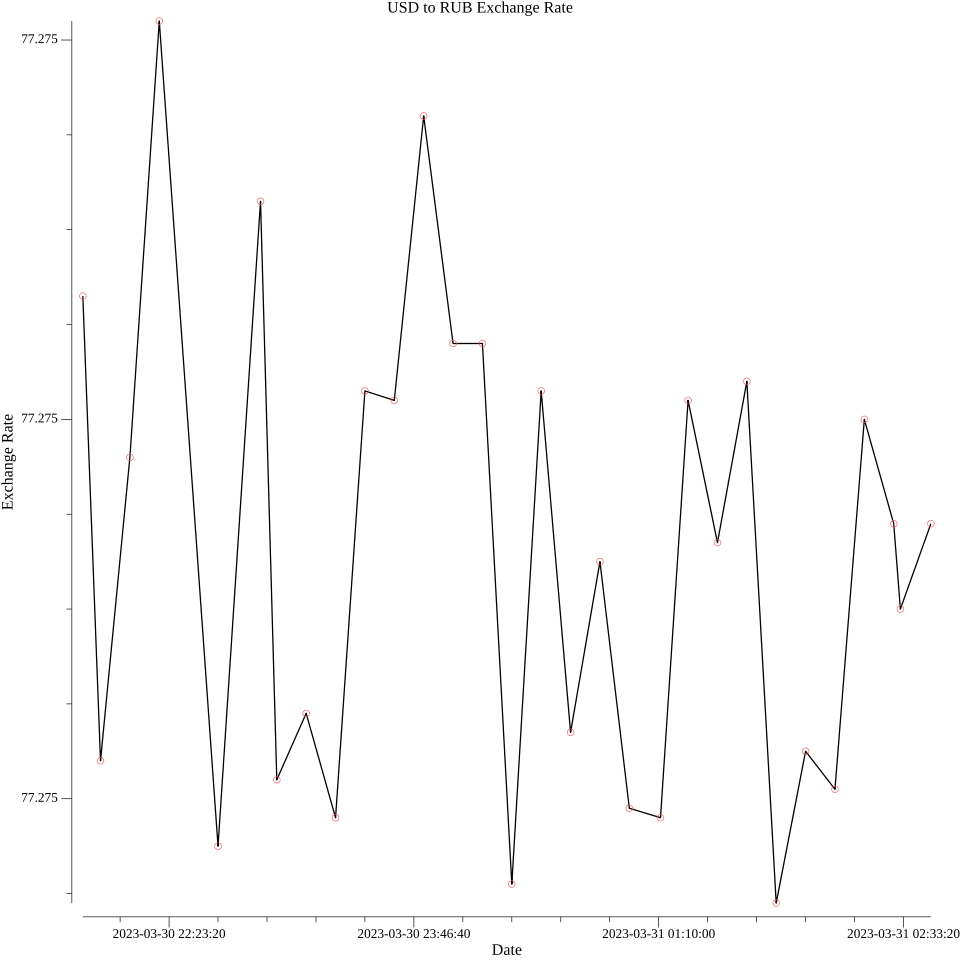 USD to RUB Exchange Rate
77.275
77.275
77.275
Exchange Rate
2023-03-30 22:23:20
2023-03-30 23:46:40
2023-03-31 01:10:00
2023-03-31 02:33:20
Date